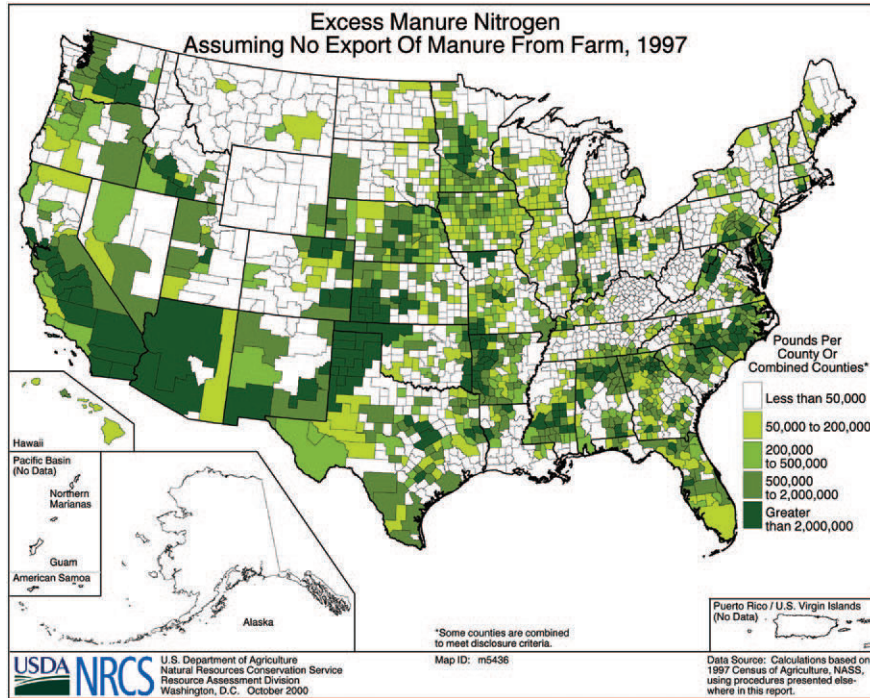 Excess Manure Nitrogen
Assuming No Export Of Manure From Farm, 1997
Pounds Per
County Or
Combined Counties*
Less than 50,000
50,000 to 200,000
200,000
to 500,000
500,000
to 2,000,000
Greater
than 2,000,000
Hawaii
Pacific Basin
(No Data)
Northern
Marianas
Guam
American Samoa
Alaska
*Some counties are combined
to meet disclosure criteria.
Puerto Rico / U.S. Virgin Islands
(No Data)
USDA NRCS
U.S. Department of Agriculture
Natural Resources Conservation Service
Resource Assessment Division
Washington, D.C. October 2000
Map ID: m5436
Data Source: Calculations based on
1997 Census of Agriculture, NASS,
using procedures presented else-
where in this report.